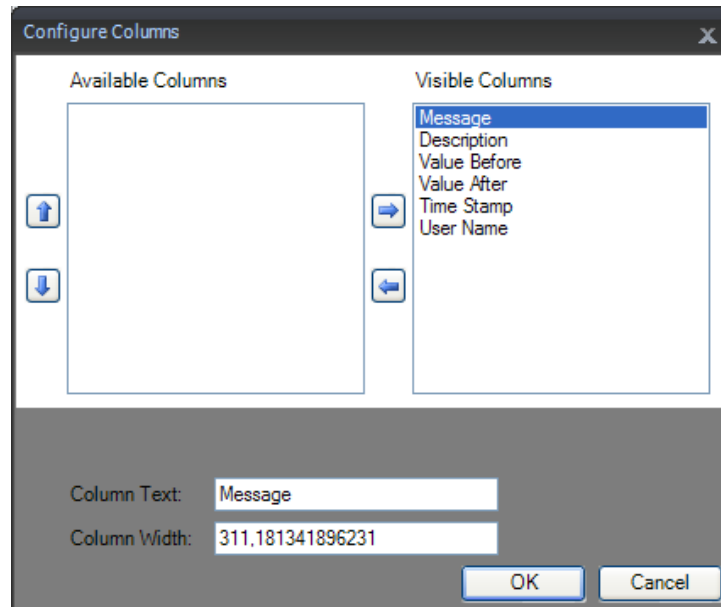 Configure Columns
Available Columns
Visible Columns
Message
Description
Value Before
Value After
Time Stamp
User Name
Column Text: Message
Column Width: 311,181341896231
OK Cancel